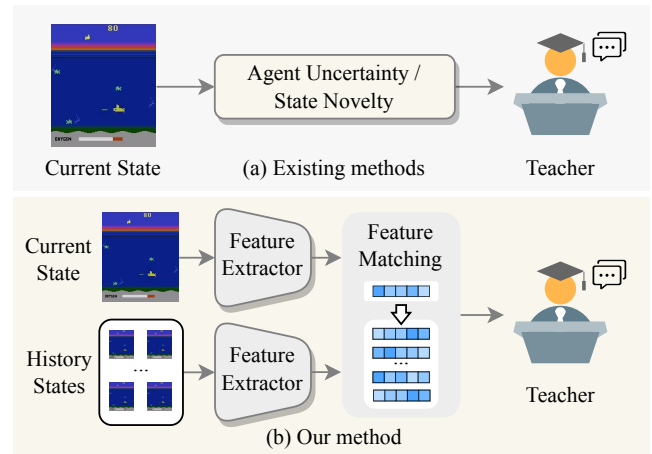 80
OXYGEN
Current State
Agent Uncertainty /
State Novelty
(a) Existing methods
Teacher
Current
State
80
OXYGEN
Feature
Extractor
Feature
Matching
History
States
...
Feature
Extractor
...
Teacher
(b) Our method